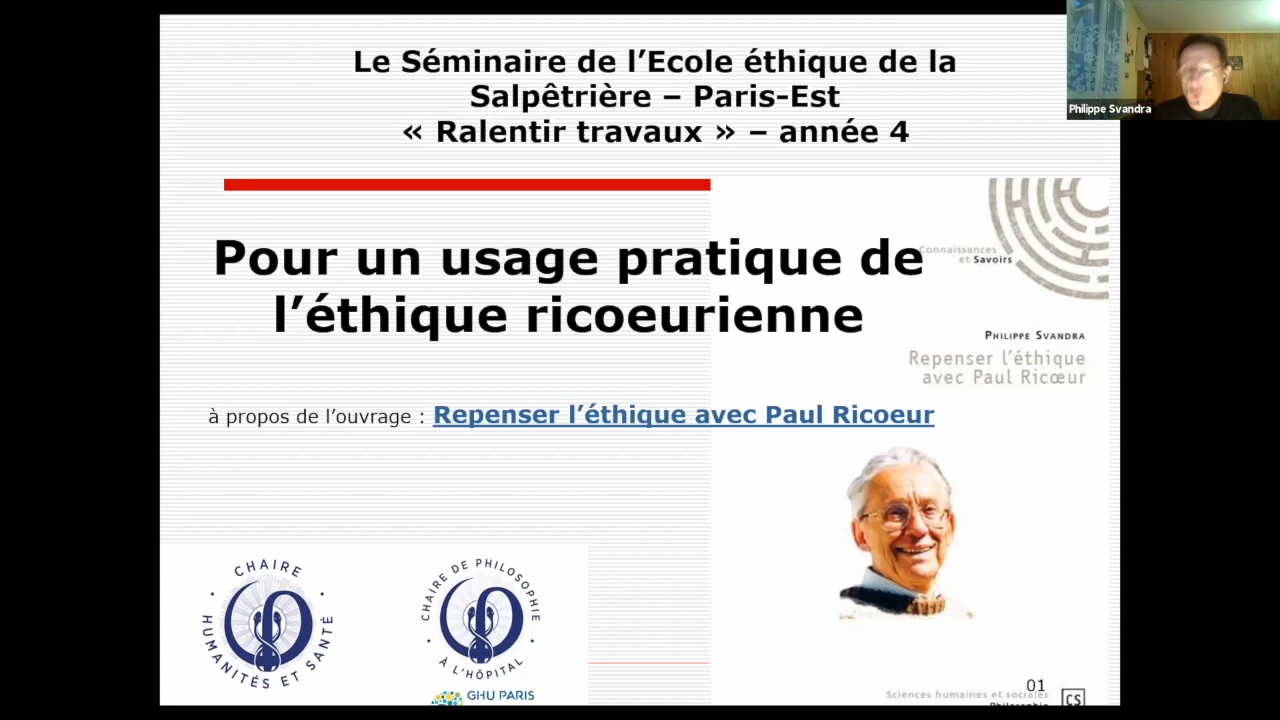 Le Séminaire de l’Ecole éthique de la
Salpêtrière – Paris-Est
« Ralentir travaux » – année 4
Philippe Svandra
Pour un usage pratique de
l’éthique ricoeurienne
Connaissances
et Savoirs
PHILIPPE SVANDRA
Repenser l’éthique
avec Paul Ricœur
à propos de l’ouvrage : Repenser l’éthique avec Paul Ricoeur
CHAIRE
HUMANITÉS ET SANTÉ
CHAIRE DE PHILOSOPHIE
À L’HÔPITAL
GHU PARIS
01
Sciences humaines et sociales
Philosophie
CS